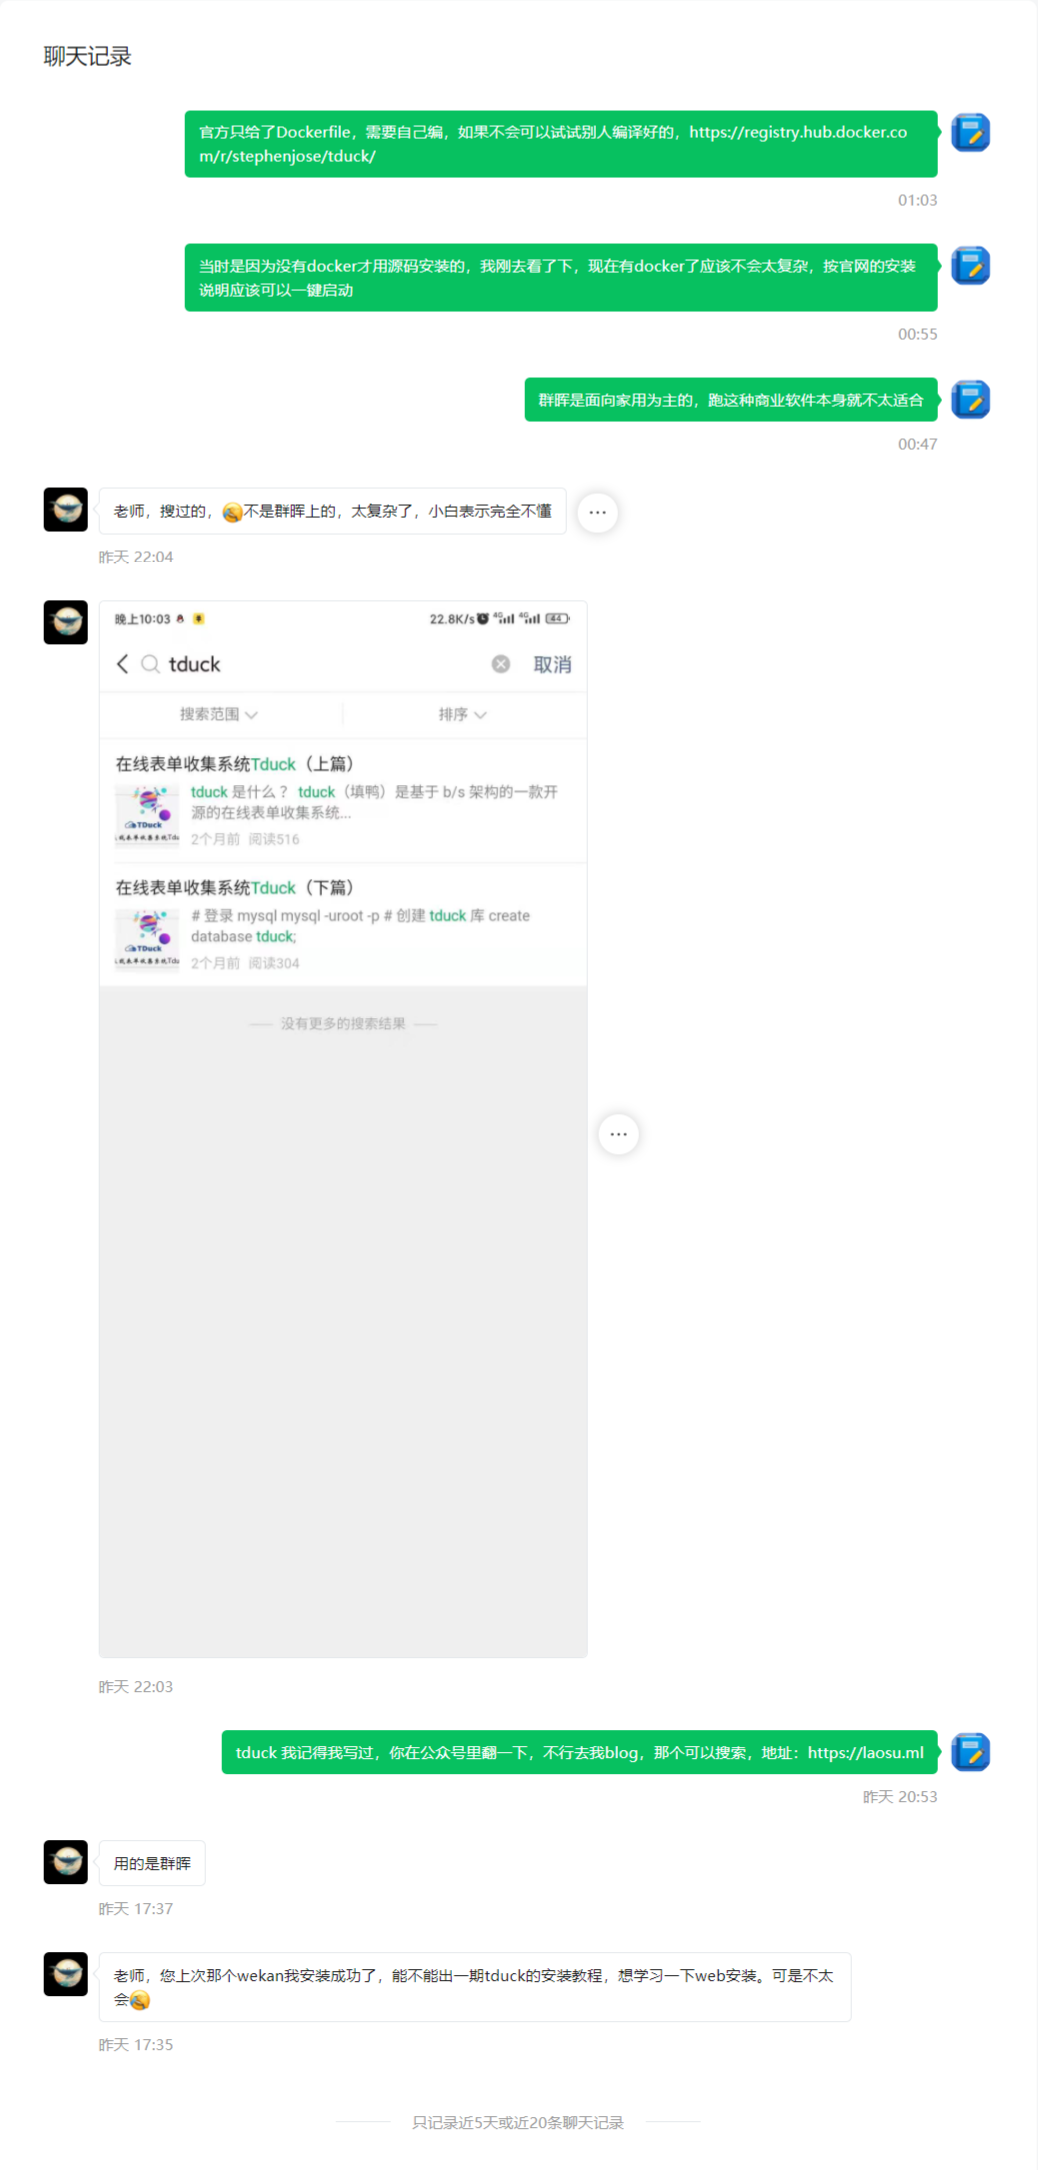 聊天记录
官方只给了Dockerfile，需要自己编，如果不会可以试试别人编译好的，https://registry.hub.docker.co
m/r/stephenjose/tduck/
01:03
当时是因为没有docker才用源码安装的，我刚去看了下，现在有docker了应该不会太复杂，按官网的安装
说明应该可以一键启动
00:55
群晖是面向家用为主的，跑这种商业软件本身就不太适合
00:47
老师，搜过的，不是群晖上的，太复杂了，小白表示完全不懂
昨天 22:04
晚上10:03 22.8K/s 4G 4G 44
tduck 取消
搜索范围 排序
在线表单收集系统Tduck（上篇）
tduck 是什么？ tduck（填鸭）是基于 b/s 架构的一款开
源的在线表单收集系统...
TDuck
2个月前 阅读516
在线表单收集系统Tduck（下篇）
# 登录 mysql mysql -uroot -p # 创建 tduck 库 create
database tduck;
TDuck
2个月前 阅读304
没有更多的搜索结果
昨天 22:03
tduck 我记得我写过，你在公众号里翻一下，不行去我blog，那个可以搜索，地址：https://laosu.ml
昨天 20:53
用的是群晖
昨天 17:37
老师，您上次那个wekan我安装成功了，能不能出一期tduck的安装教程，想学习一下web安装。可是不太
会
昨天 17:35
只记录近5天或近20条聊天记录